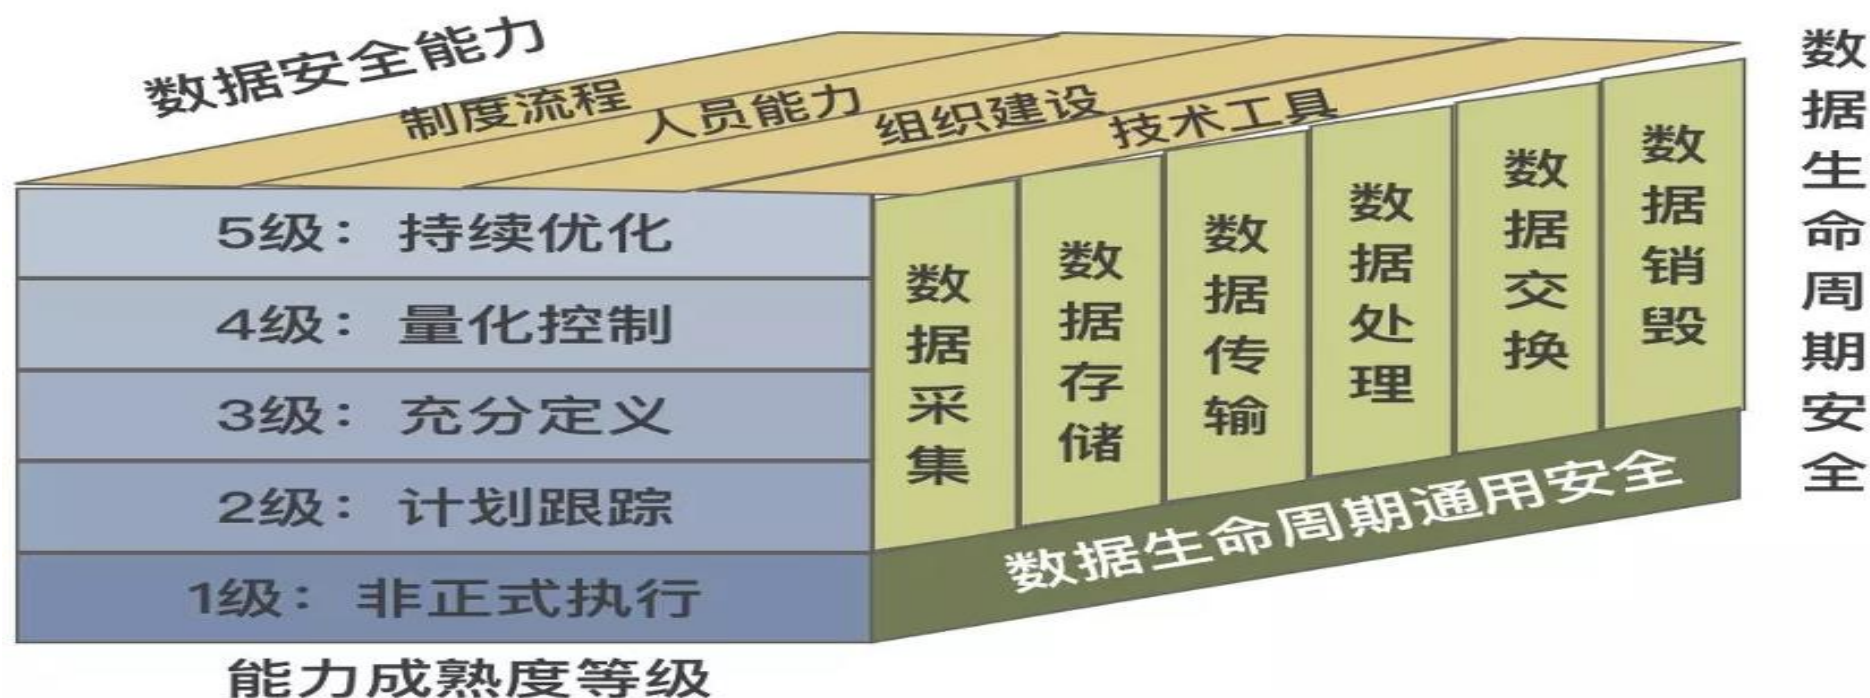 数据安全能力
制度流程
人员能力
组织建设
技术工具
5级：持续优化
4级：量化控制
3级：充分定义
2级：计划跟踪
1级：非正式执行
能力成熟度等级
数据采集
数据存储
数据传输
数据处理
数据交换
数据销毁
数据生命周期通用安全
数据生命周期安全